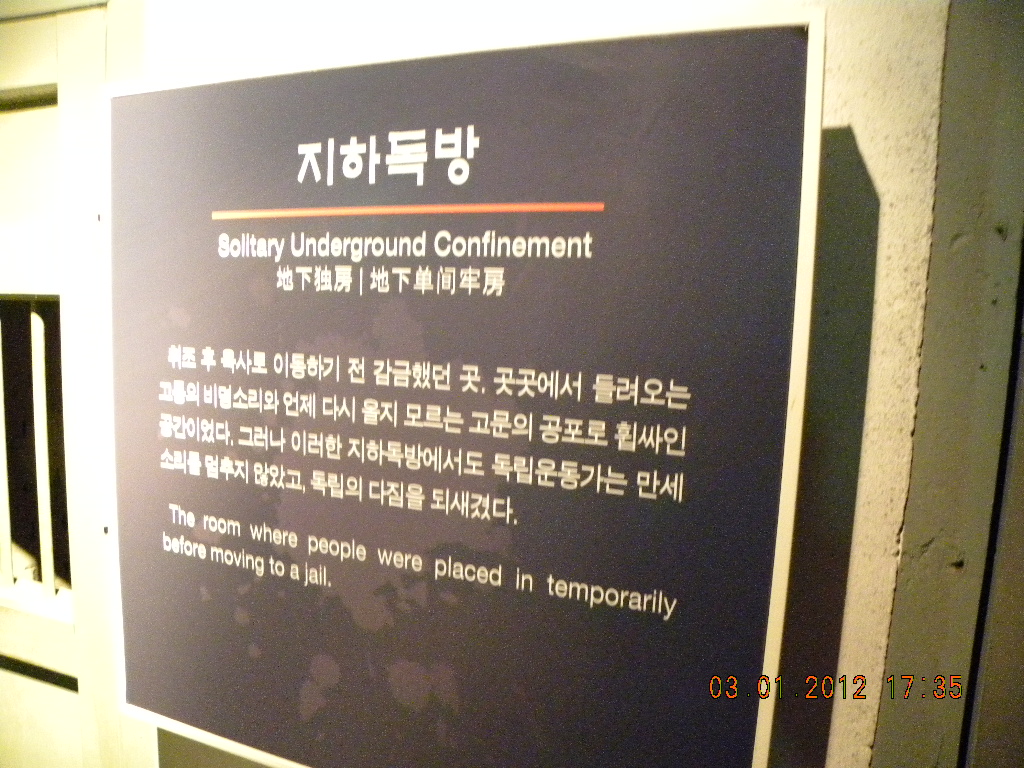 지하독방
Solitary Underground Confinement
地下独房 | 地下单间牢房
취조 후 옥사로 이동하기 전 감금했던 곳. 곳곳에서 들려오는
고통의 비명소리와 언제 다시 올지 모르는 고문의 공포로 휩싸인
공간이었다. 그러나 이러한 지하독방에서도 독립운동가는 만세
소리를 멈추지 않았고, 독립의 다짐을 되새겼다.
The room where people were placed in temporarily
before moving to a jail.
03.01.2012 17:35